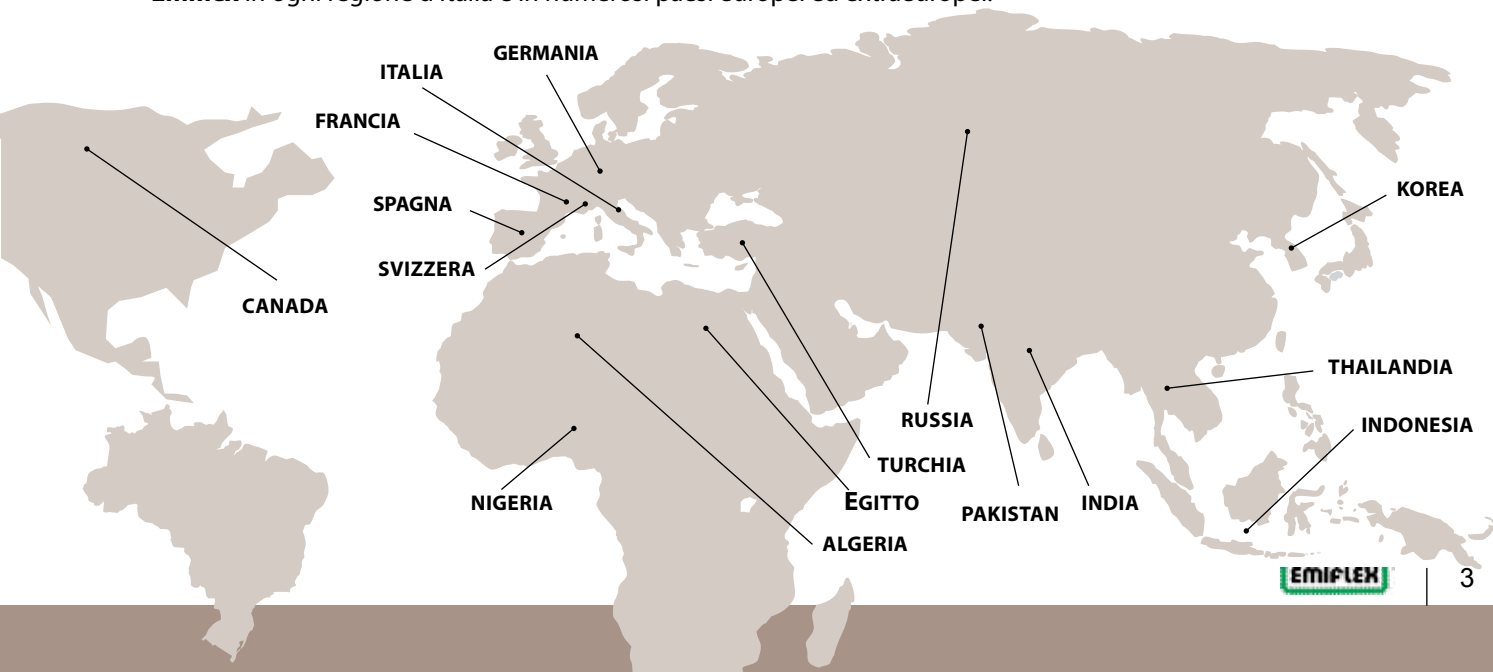 Emiflex in ogni regione d'Italia e in numerosi paesi europei ed extraeuropei.
GERMANIA
ITALIA
FRANCIA
SPAGNA
SVIZZERA
CANADA
KOREA
THAILANDIA
INDONESIA
RUSSIA
TURCHIA
EGITTO
NIGERIA
PAKISTAN
INDIA
ALGERIA
EMIFLEX
3